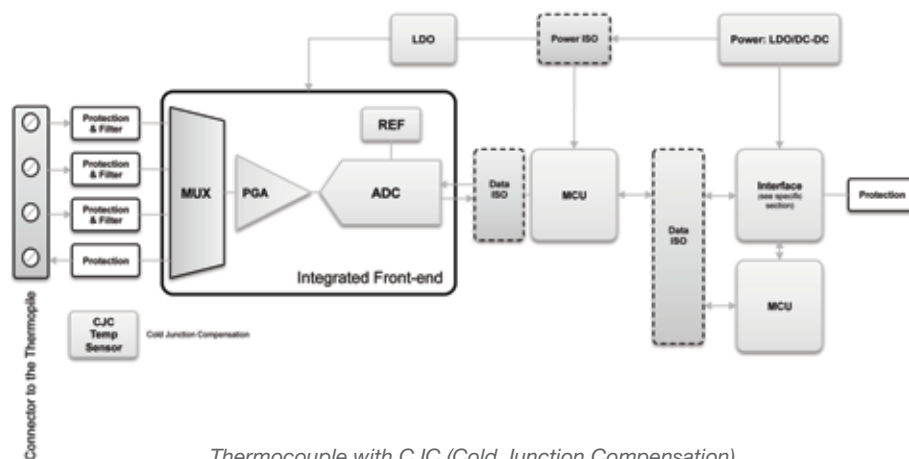 LDO
Power ISO
Power: LDO/DC-DC
Protection
& Filter
Protection
& Filter
Protection
& Filter
Protection
MUX
PGA
REF
ADC
Integrated Front-end
Data
ISO
MCU
Data
ISO
Interface
(see specific
section)
Protection
MCU
CJC
Temp
Sensor
Cold Junction Compensation
Connector to the Thermopile
Thermocouple with CJC (Cold Junction Compensation)